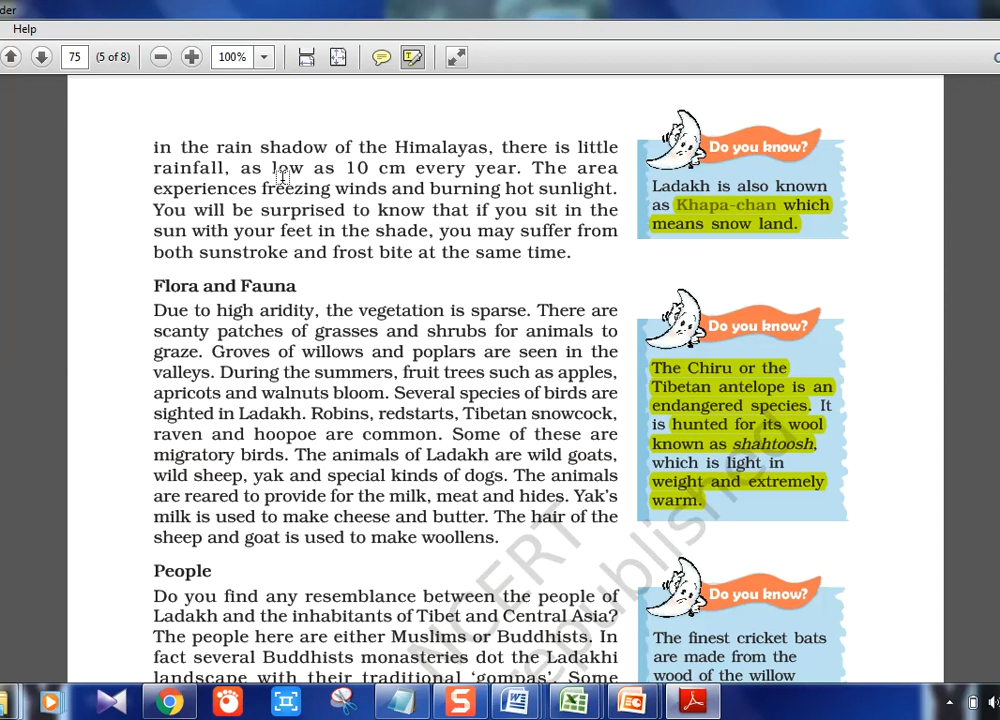 der
Help
75 (5 of 8) 100%
in the rain shadow of the Himalayas, there is little
rainfall, as low as 10 cm every year. The area
experiences freezing winds and burning hot sunlight.
You will be surprised to know that if you sit in the
sun with your feet in the shade, you may suffer from
both sunstroke and frost bite at the same time.
Flora and Fauna
Due to high aridity, the vegetation is sparse. There are
scanty patches of grasses and shrubs for animals to
graze. Groves of willows and poplars are seen in the
valleys. During the summers, fruit trees such as apples,
apricots and walnuts bloom. Several species of birds are
sighted in Ladakh. Robins, redstarts, Tibetan snowcock,
raven and hoopoe are common. Some of these are
migratory birds. The animals of Ladakh are wild goats,
wild sheep, yak and special kinds of dogs. The animals
are reared to provide for the milk, meat and hides. Yak's
milk is used to make cheese and butter. The hair of the
sheep and goat is used to make woollens.
People
Do you find any resemblance between the people of
Ladakh and the inhabitants of Tibet and Central Asia?
The people here are either Muslims or Buddhists. In
fact several Buddhists monasteries dot the Ladakhi
landscape with their traditional 'gompas'. Some
Do you know?
Ladakh is also known
as Khapa-chan which
means snow land.
Do you know?
The Chiru or the
Tibetan antelope is an
endangered species. It
is hunted for its wool
known as shahtoosh,
which is light in
weight and extremely
warm.
Do you know?
The finest cricket bats
are made from the
wood of the willow
NCERT
republished